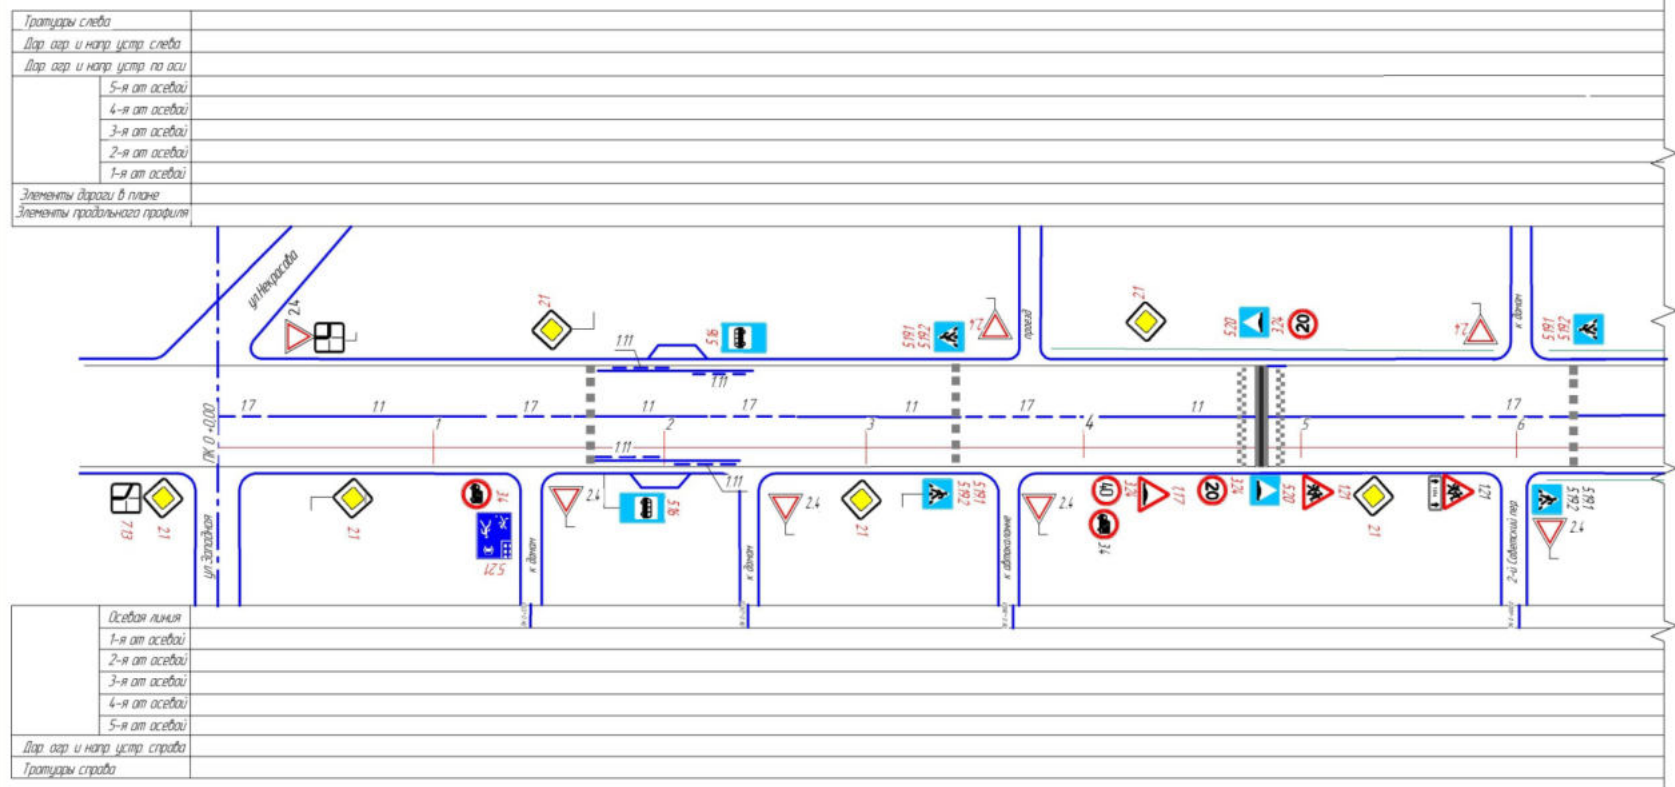 Тротуары слева
Дор. огр. и напр. устр. слева
Дор. огр. и напр. устр. по оси
5-я от осевой
4-я от осевой
3-я от осевой
2-я от осевой
1-я от осевой
Элементы дороги в плане
Элементы продольного профиля
ул.Некрасова
2.4
2.1
5.16
5.19.1
5.19.2
2.4
проезд
2.1
5.20
3.24
20
2.4
к домам
5.19.1
5.19.2
1.11
1.11
ПК 0 +0,00
1.7
1.1
1.7
1.1
1.7
1.1
1.7
1.1
1.7
1
2
3
4
5
6
1.11
1.11
7.13
2.1
ул.Западная
2.1
3.4
5.21
к домам
2.4
5.16
к домам
2.4
2.1
5.19.1
5.19.2
к автоколонне
2.4
40
3.24
3.4
1.17
20
3.24
5.20
1.21
2.1
1.21
2-й Советский пер.
5.19.1
5.19.2
2.4
Осевая линия
1-я от осевой
2-я от осевой
3-я от осевой
4-я от осевой
5-я от осевой
Дор. огр. и напр. устр. справа
Тротуары справа